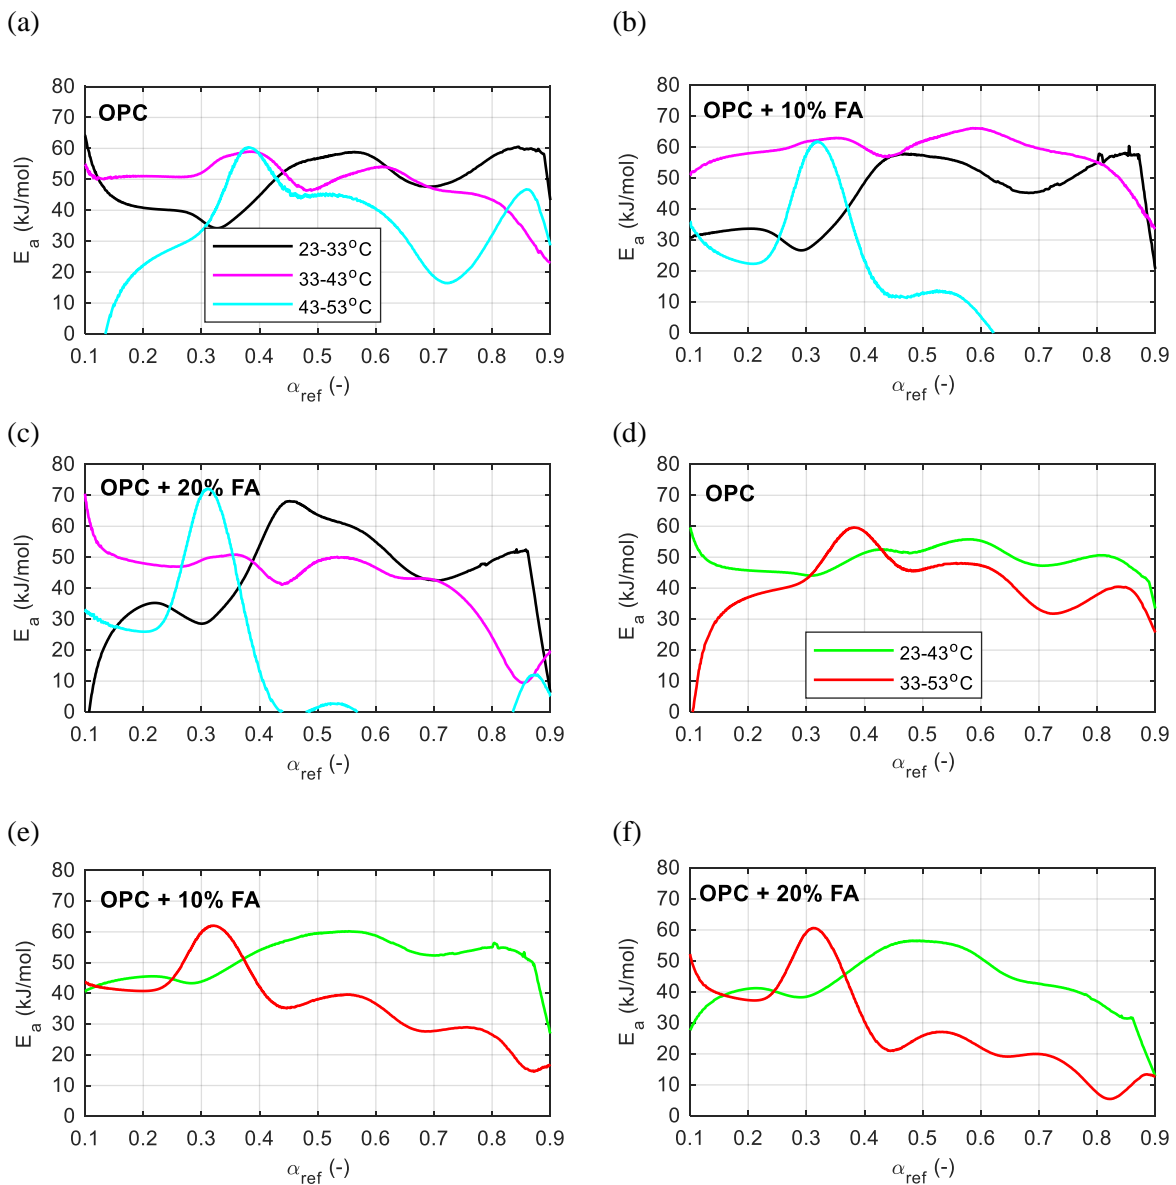 (a)
(b)
80
70
60
50
40
30
20
10
0
E_a (kJ/mol)
OPC
23-33°C
33-43°C
43-53°C
0.1 0.2 0.3 0.4 0.5 0.6 0.7 0.8 0.9
α_ref (-)
80
70
60
50
40
30
20
10
0
E_a (kJ/mol)
OPC + 10% FA
0.1 0.2 0.3 0.4 0.5 0.6 0.7 0.8 0.9
α_ref (-)
(c)
(d)
80
70
60
50
40
30
20
10
0
E_a (kJ/mol)
OPC + 20% FA
0.1 0.2 0.3 0.4 0.5 0.6 0.7 0.8 0.9
α_ref (-)
80
70
60
50
40
30
20
10
0
E_a (kJ/mol)
OPC
23-43°C
33-53°C
0.1 0.2 0.3 0.4 0.5 0.6 0.7 0.8 0.9
α_ref (-)
(e)
(f)
80
70
60
50
40
30
20
10
0
E_a (kJ/mol)
OPC + 10% FA
0.1 0.2 0.3 0.4 0.5 0.6 0.7 0.8 0.9
α_ref (-)
80
70
60
50
40
30
20
10
0
E_a (kJ/mol)
OPC + 20% FA
0.1 0.2 0.3 0.4 0.5 0.6 0.7 0.8 0.9
α_ref (-)